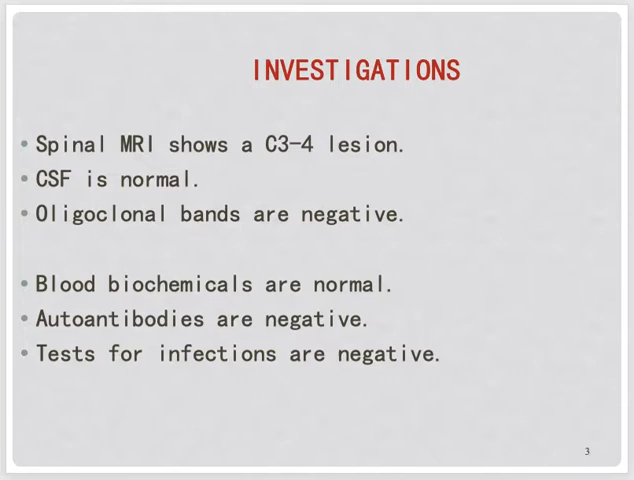 INVESTIGATIONS
• Spinal MRI shows a C3-4 lesion.
• CSF is normal.
• Oligoclonal bands are negative.
• Blood biochemicals are normal.
• Autoantibodies are negative.
• Tests for infections are negative.
3